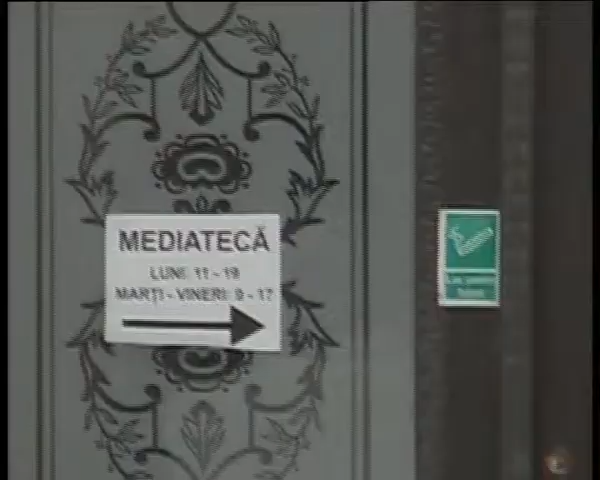 MEDIATECĂ
LUNI: 11 - 19
MARȚI - VINERI: 9 - 17